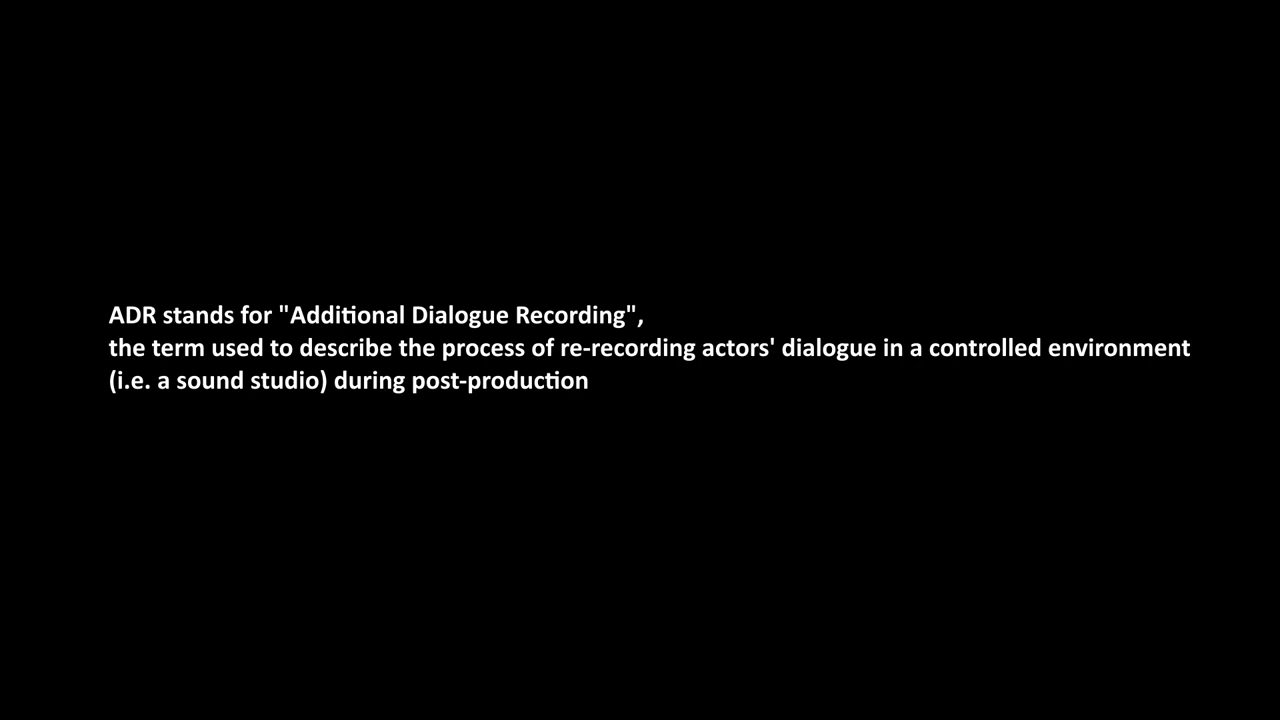 ADR stands for "Additional Dialogue Recording",
the term used to describe the process of re-recording actors' dialogue in a controlled environment
(i.e. a sound studio) during post-production